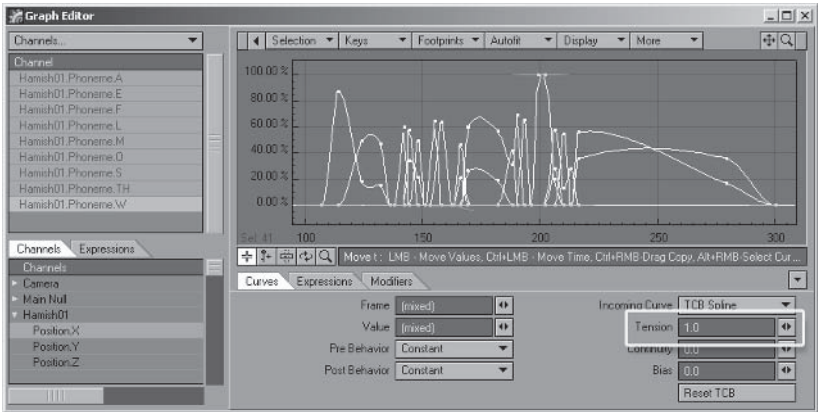 Graph Editor
Channels...
Selection Keys Footprints Autofit Display More
Channel
Hamish01.Phoneme.A
Hamish01.Phoneme.E
Hamish01.Phoneme.F
Hamish01.Phoneme.L
Hamish01.Phoneme.M
Hamish01.Phoneme.O
Hamish01.Phoneme.S
Hamish01.Phoneme.TH
Hamish01.Phoneme.W
100.00 %
80.00 %
60.00 %
40.00 %
20.00 %
0.00 %
Sel: 41 100 150 200 250 300
Move t : LMB - Move Values, Ctrl+LMB - Move Time, Ctrl+RMB-Drag Copy, Alt+RMB-Select Cur ...
Channels Expressions
Channels
Camera
Main Null
Hamish01
Position.X
Position.Y
Position.Z
Curves Expressions Modifiers
Frame (mixed)
Value (mixed)
Pre Behavior Constant
Post Behavior Constant
Incoming Curve TCB Spline
Tension 1.0
Continuity 0.0
Bias 0.0
Reset TCB